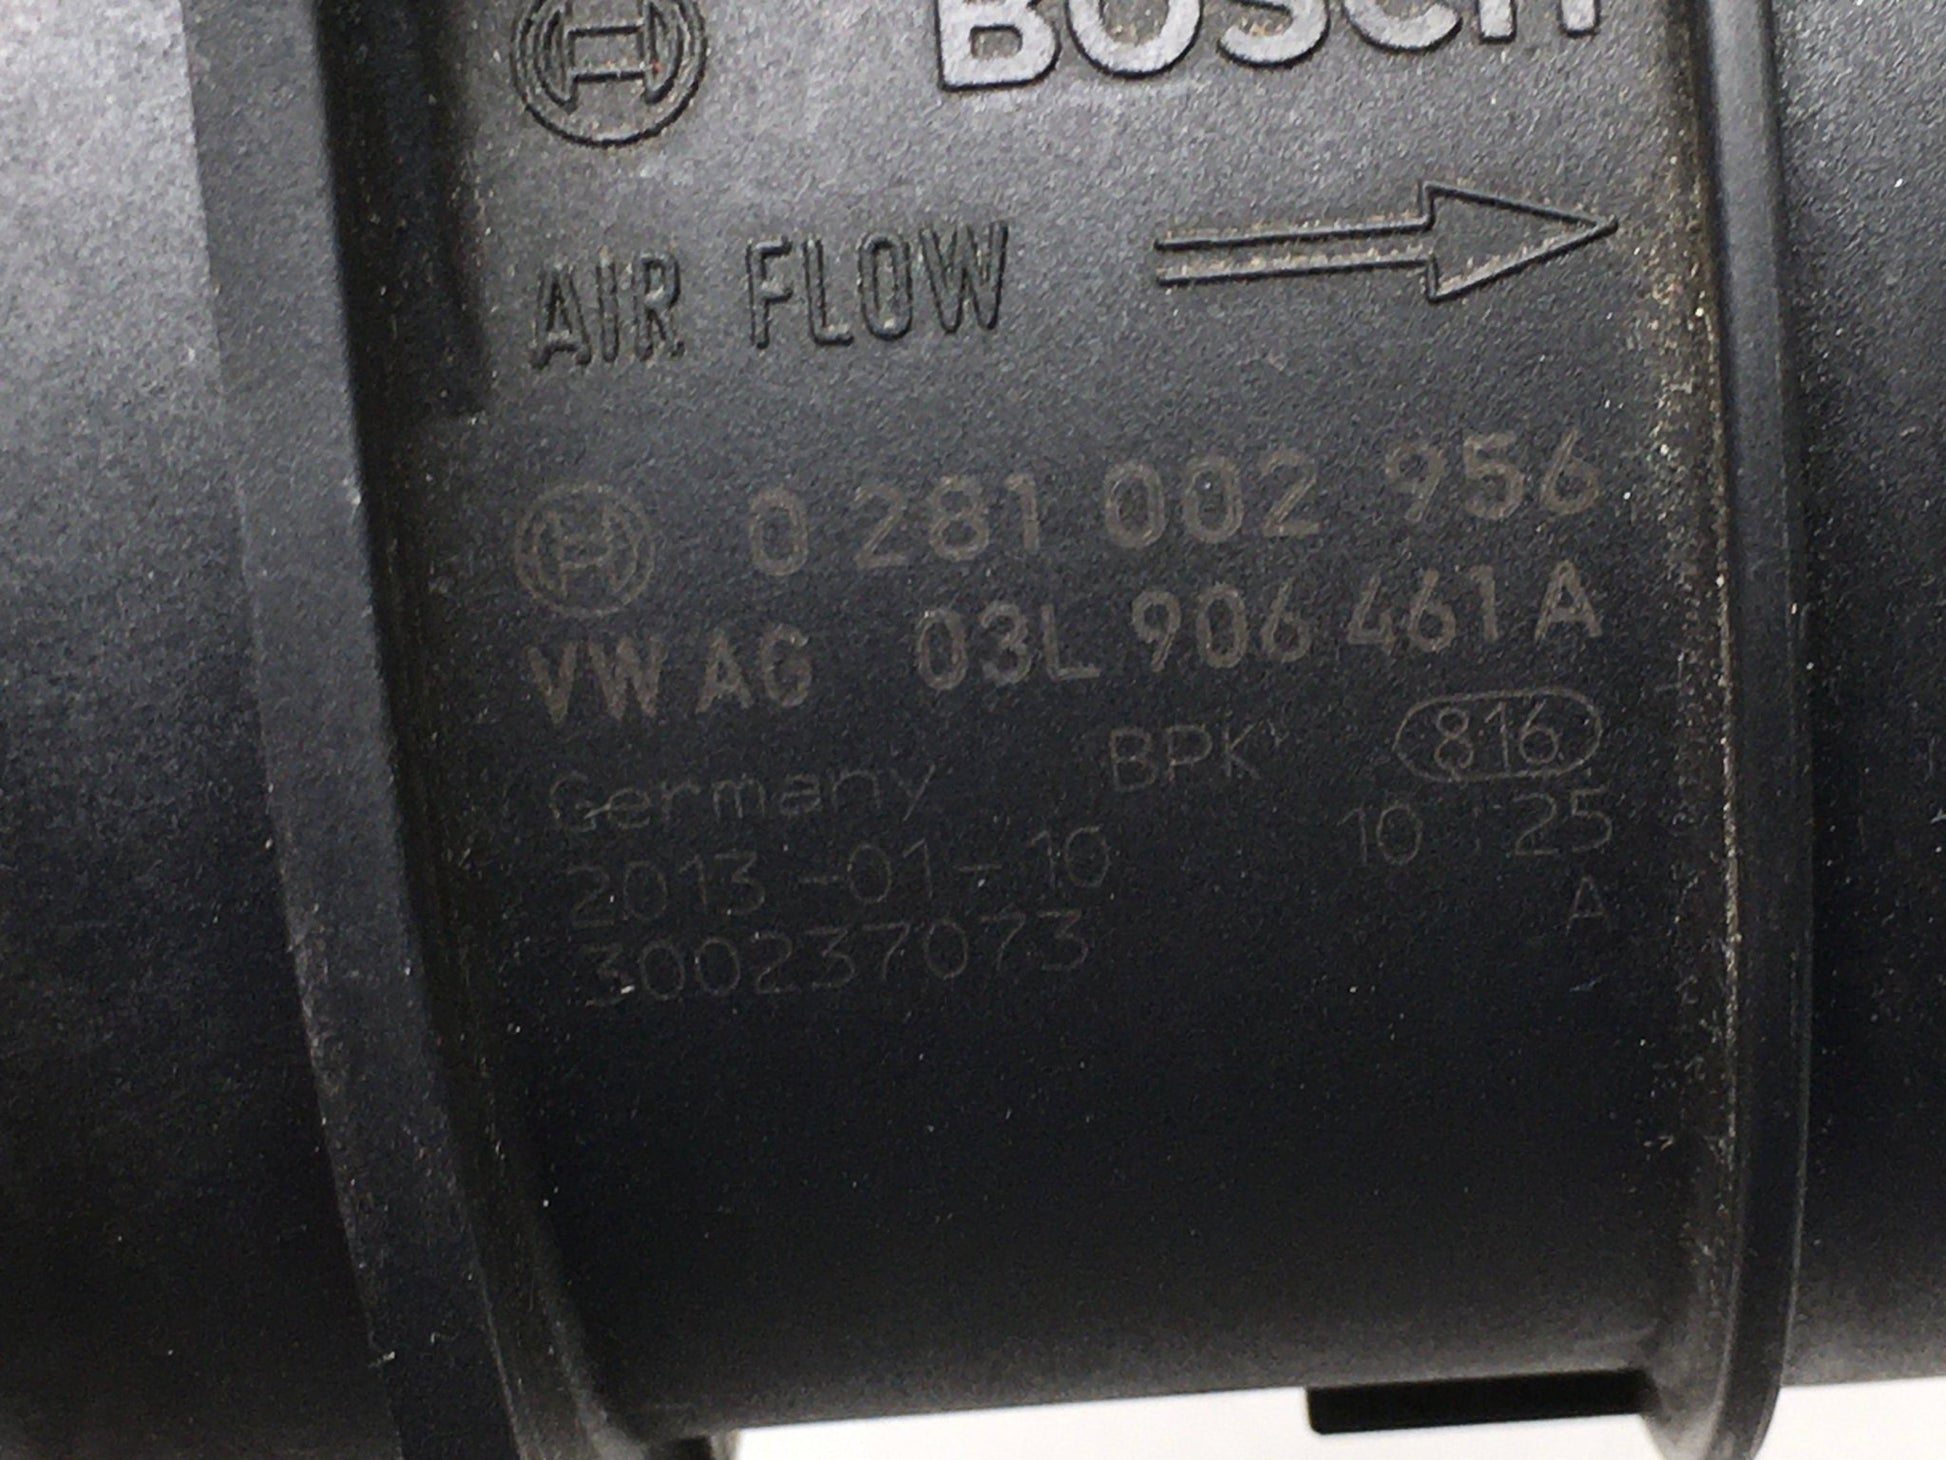 BOSCH
AIR FLOW
0 281 002 956
VW AG 03L 906 461 A
Germany BPK 816
2013-01-10 10:25
300237073 A